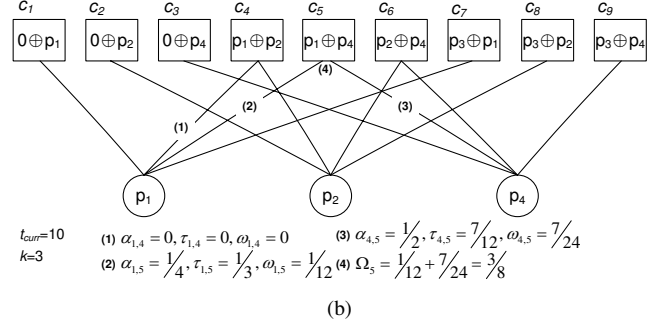 c1 c2 c3 c4 c5 c6 c7 c8 c9
0⊕p1 0⊕p2 0⊕p4 p1⊕p2 p1⊕p4 p2⊕p4 p3⊕p1 p3⊕p2 p3⊕p4
(4)
(2) (3)
(1)
p1 p2 p4
tcurr=10 (1) α1,4 = 0, τ1,4 = 0, ω1,4 = 0 (3) α4,5 = 1/2, τ4,5 = 7/12, ω4,5 = 7/24
k=3 (2) α1,5 = 1/4, τ1,5 = 1/3, ω1,5 = 1/12 (4) Ω5 = 1/12 + 7/24 = 3/8
(b)